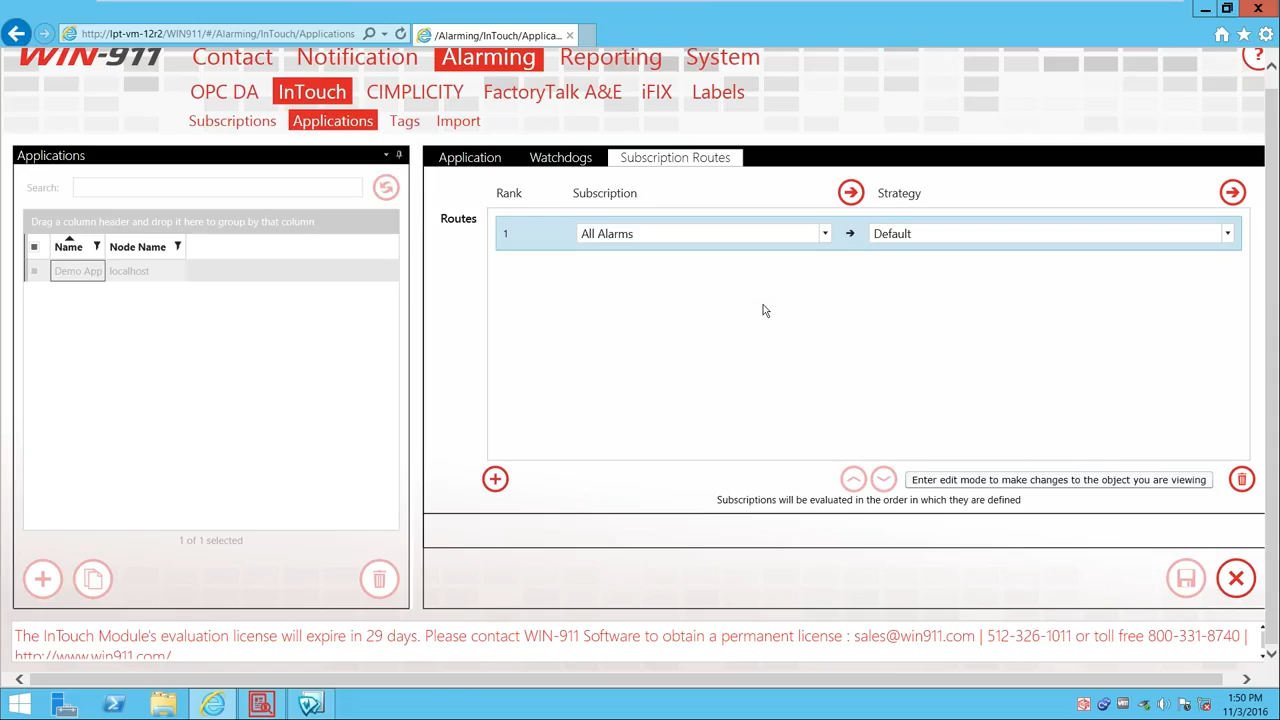 http://lpt-vm-12r2/WIN911/#/Alarming/InTouch/Applications
/Alarming/InTouch/Applica...
WIN-911 Contact Notification Alarming Reporting System
OPC DA InTouch CIMPLICITY FactoryTalk A&E iFIX Labels
Subscriptions Applications Tags Import
Applications
Search:
Drag a column header and drop it here to group by that column
Name Node Name
Demo App localhost
1 of 1 selected
Application Watchdogs Subscription Routes
Rank Subscription Strategy
Routes
1 All Alarms Default
Enter edit mode to make changes to the object you are viewing
Subscriptions will be evaluated in the order in which they are defined
The InTouch Module's evaluation license will expire in 29 days. Please contact WIN-911 Software to obtain a permanent license : sales@win911.com | 512-326-1011 or toll free 800-331-8740 |
http://www.win911.com/
1:50 PM
11/3/2016